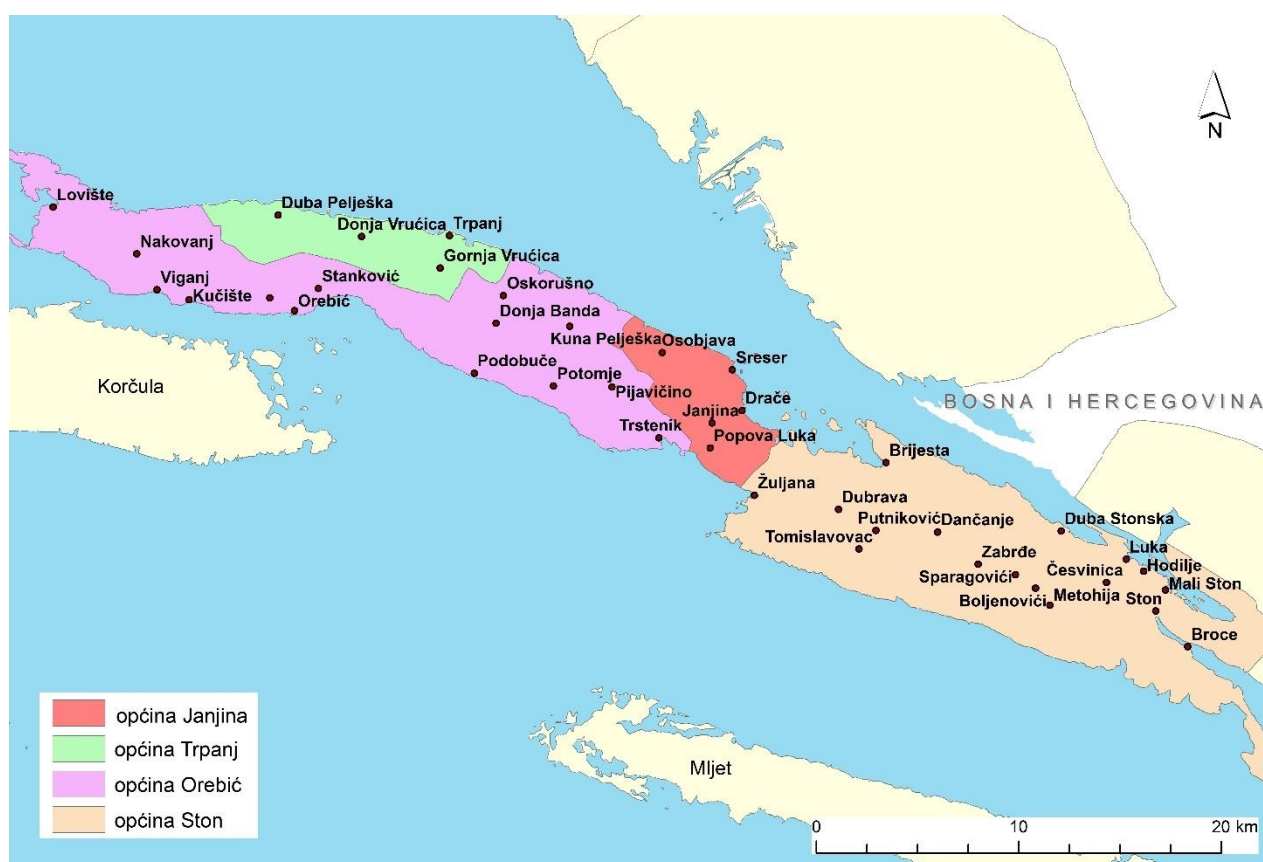 N
Lovište
Duba Pelješka
Donja Vrućica
Trpanj
Nakovanj
Gornja Vrućica
Viganj
Stanković
Kučište
Orebić
Oskorušno
Donja Banda
Kuna Pelješka
Osobjava
Sreser
Korčula
Podobuče
Potomje
Pijavičino
Drače
Janjina
BOSNA I HERCEGOVINA
Trstenik
Popova Luka
Brijesta
Žuljana
Dubrava
Putniković
Dančanje
Duba Stonska
Tomislavovac
Zabrđe
Luka
Sparagovići
Česvinica
Hodilje
Boljenovići
Metohija
Ston
Mali Ston
Broce
općina Janjina
općina Trpanj
općina Orebić
općina Ston
Mljet
0 10 20 km